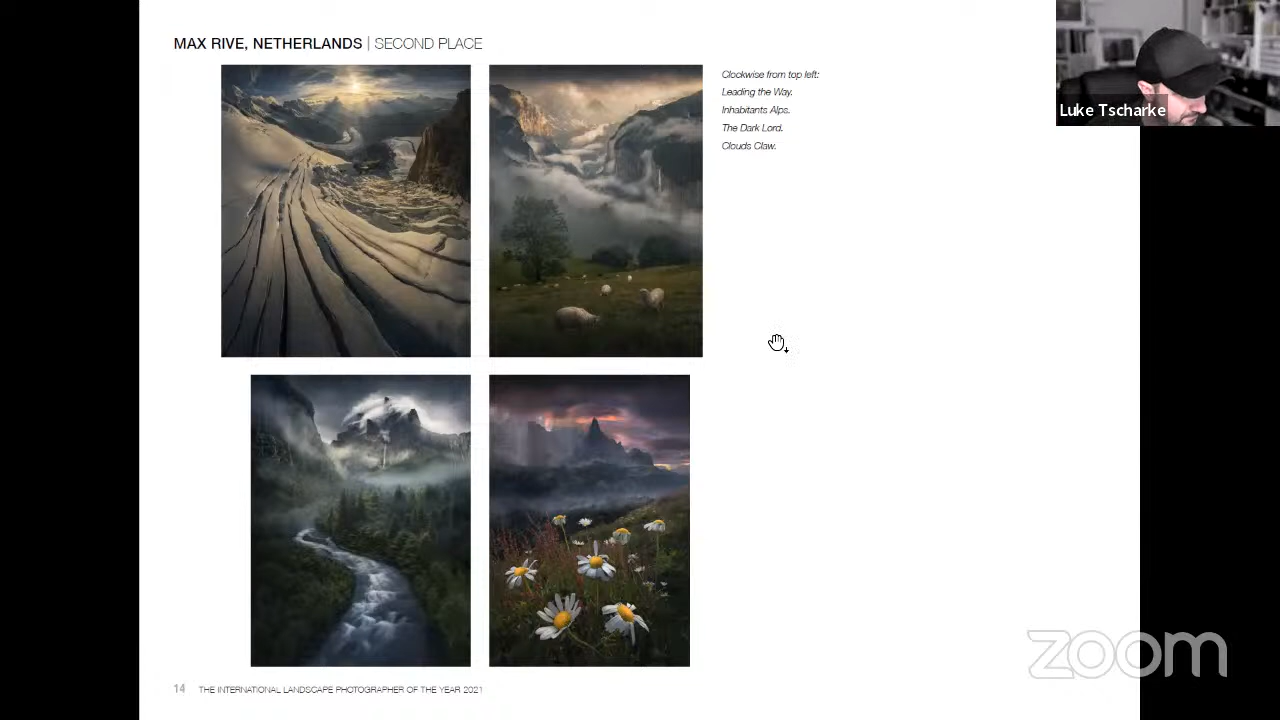 MAX RIVE, NETHERLANDS | SECOND PLACE
Clockwise from top left:
Leading the Way.
Inhabitants Alps.
The Dark Lord.
Clouds Claw.
Luke Tscharke
zoom
14 THE INTERNATIONAL LANDSCAPE PHOTOGRAPHER OF THE YEAR 2021